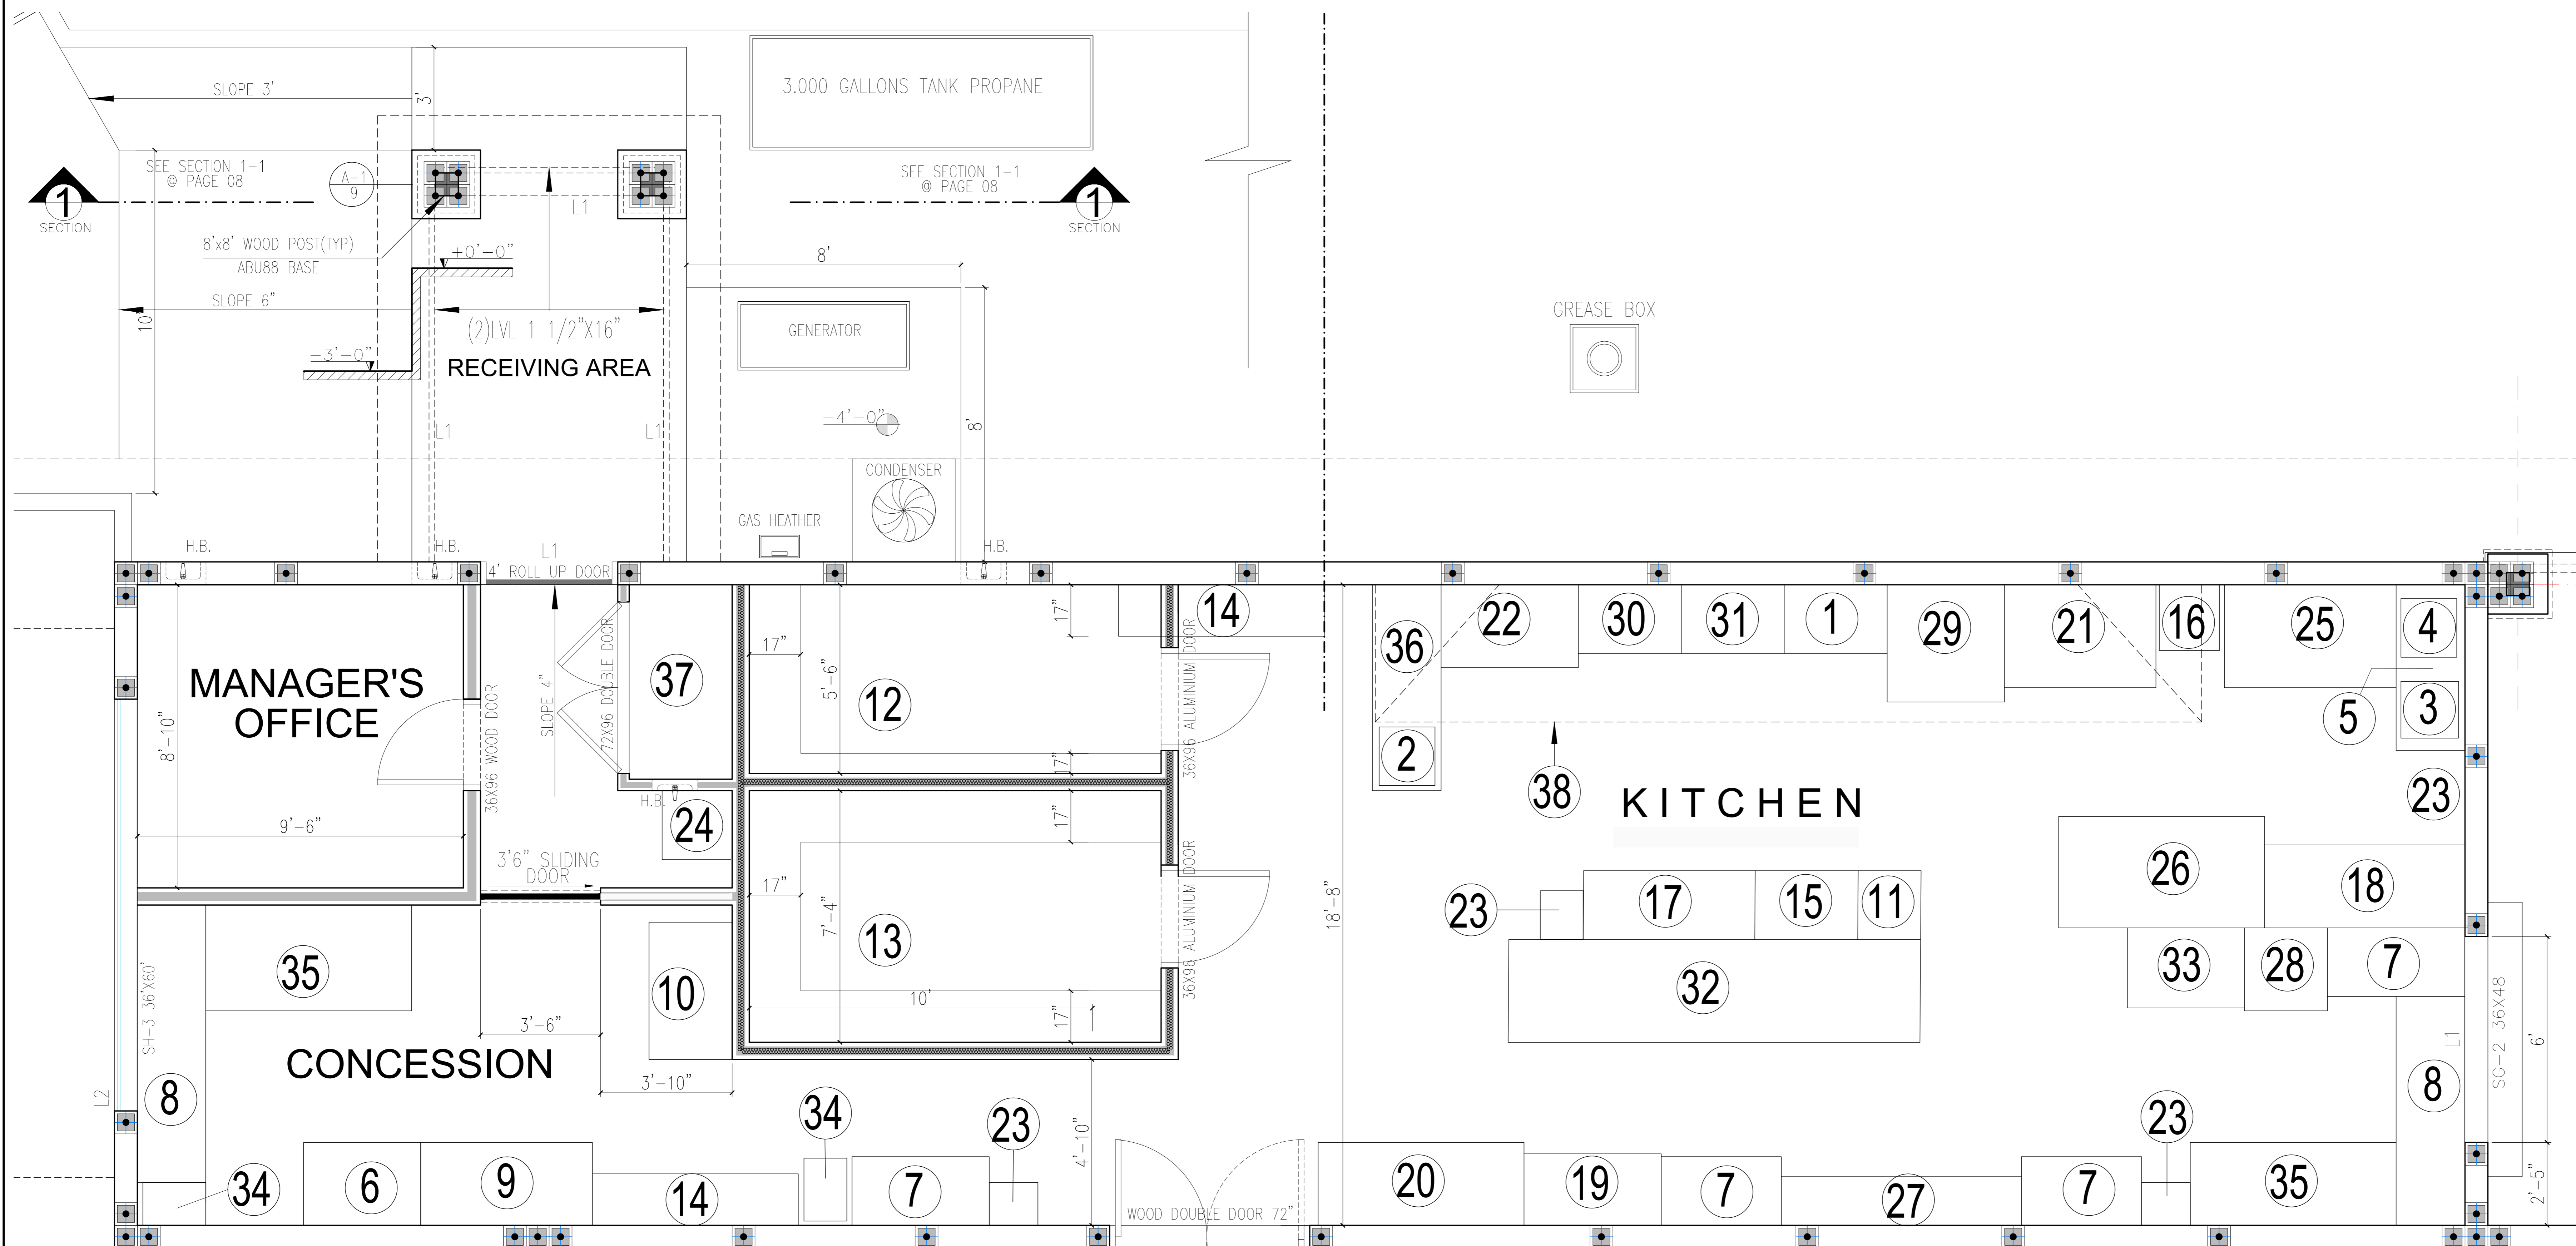 3.000 GALLONS TANK PROPANE
SLOPE 3'
3'
SEE SECTION 1-1
@ PAGE 08
A-1
9
SEE SECTION 1-1
@ PAGE 08
1
SECTION
1
SECTION
L1
8'x8' WOOD POST(TYP)
ABU88 BASE
+0'-0"
8'
SLOPE 6"
10'
(2)LVL 1 1/2"X16"
GENERATOR
GREASE BOX
-3'-0"
RECEIVING AREA
-4'-0"
8'
L1
L1
CONDENSER
GAS HEATHER
H.B.
H.B.
L1
H.B.
4' ROLL UP DOOR
17"
14
22
30
31
1
29
21
16
25
4
36
17"
5'-6"
36X96 ALUMINIUM DOOR
72X96 DOUBLE DOOR
37
MANAGER'S
OFFICE
8'-10"
36X96 WOOD DOOR
SLOPE 4"
12
5
3
2
17"
38
KITCHEN
23
H.B.
24
9'-6"
17"
3'6" SLIDING
DOOR
17"
36X96 ALUMINIUM DOOR
18'-8"
26
18
23
17
15
11
7'-4"
13
35
SH-3 36'X60'
10
10'
17"
32
33
28
7
SG-2 36X48
L1
6'
3'-6"
CONCESSION
3'-10"
L2
8
34
23
4'-10"
8
23
34
6
9
14
7
WOOD DOUBLE DOOR 72"
20
19
7
27
7
35
2'-5"